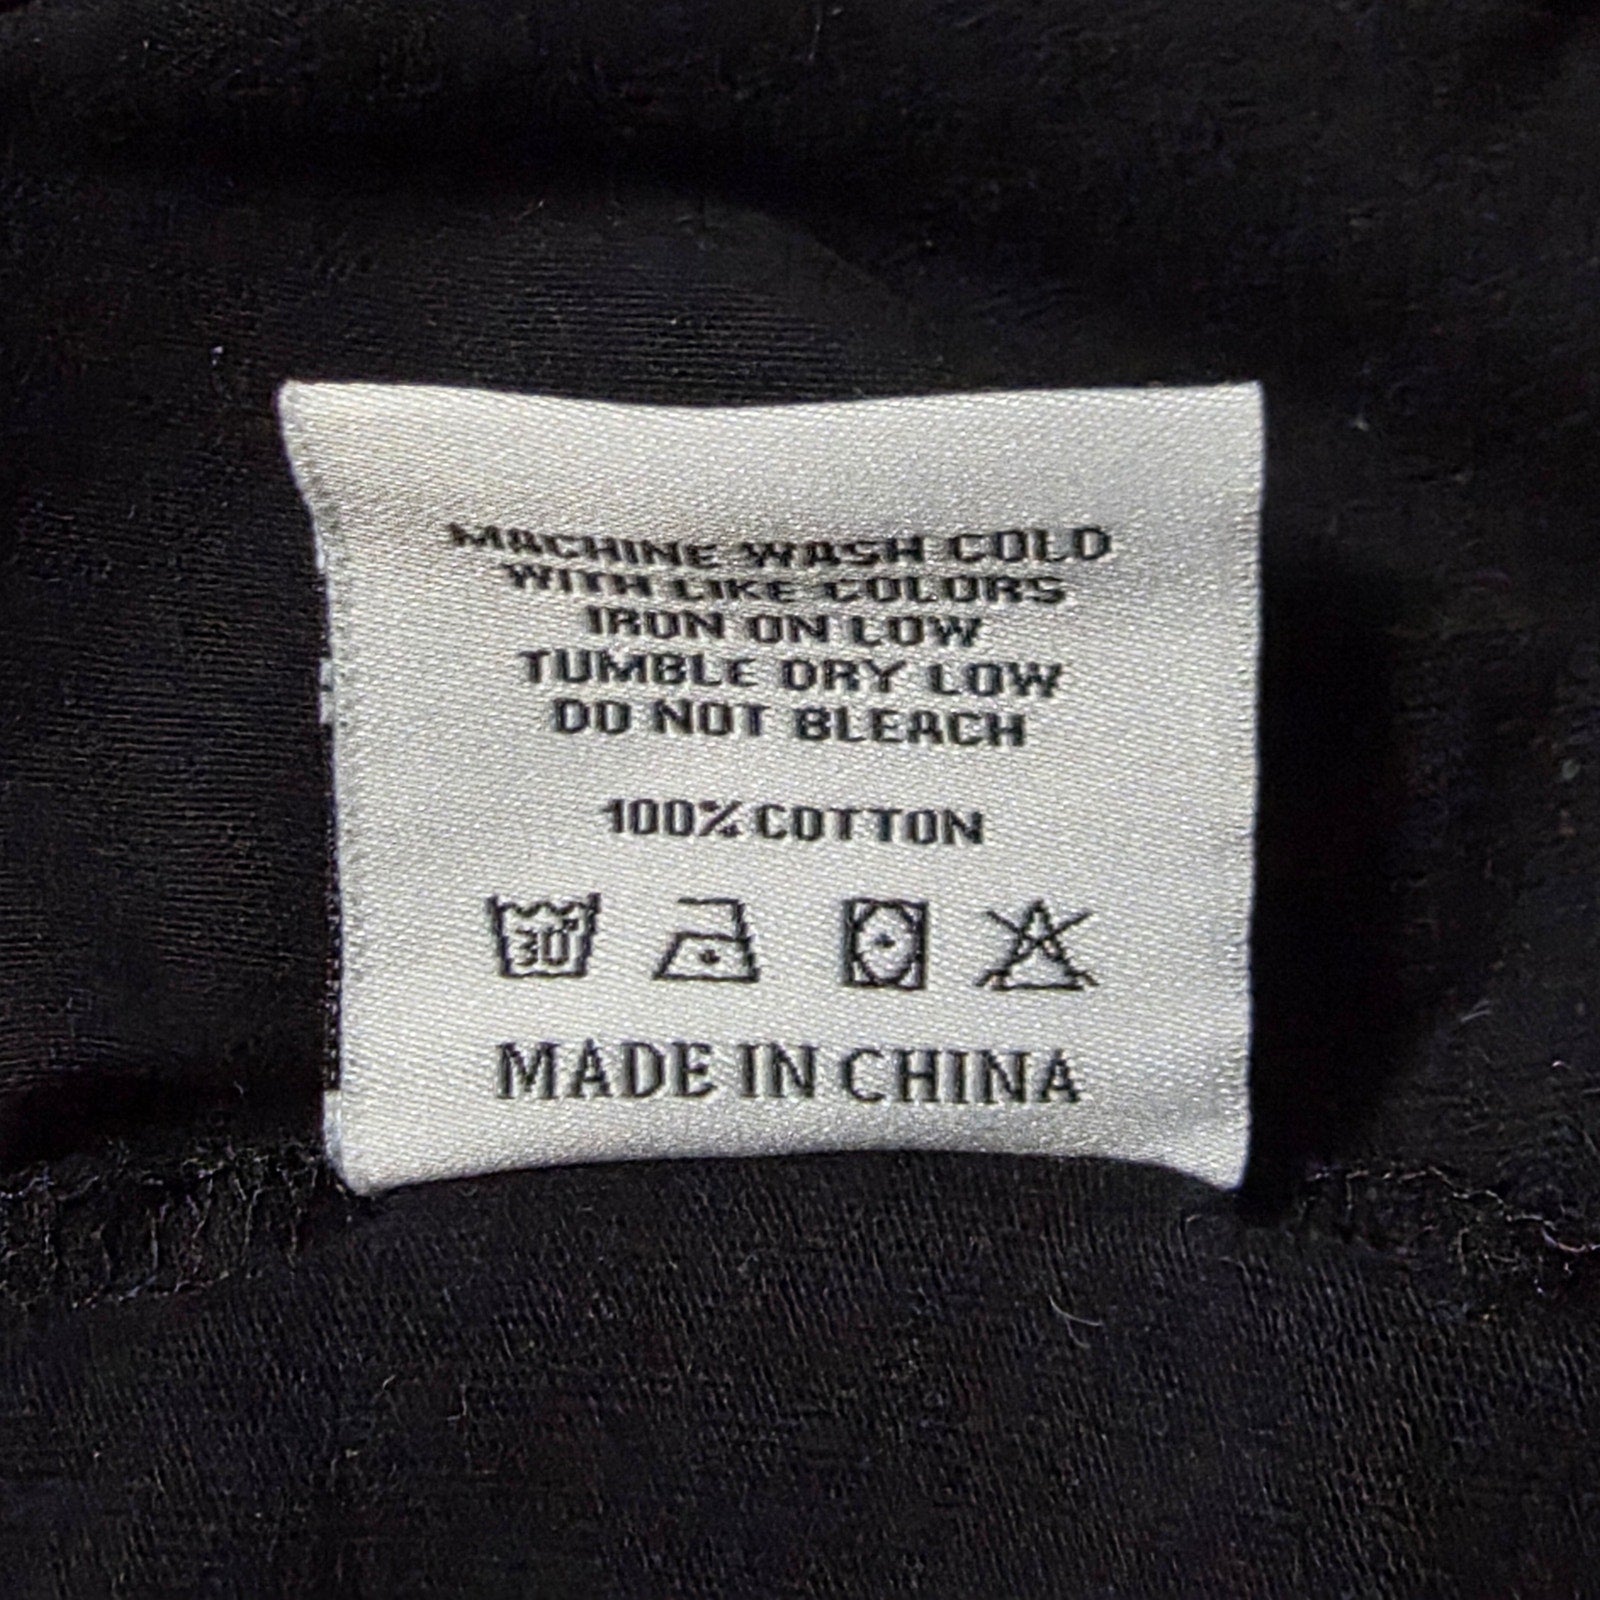 MACHINE WASH COLD
WITH LIKE COLORS
IRON ON LOW
TUMBLE DRY LOW
DO NOT BLEACH
100% COTTON
30°
MADE IN CHINA